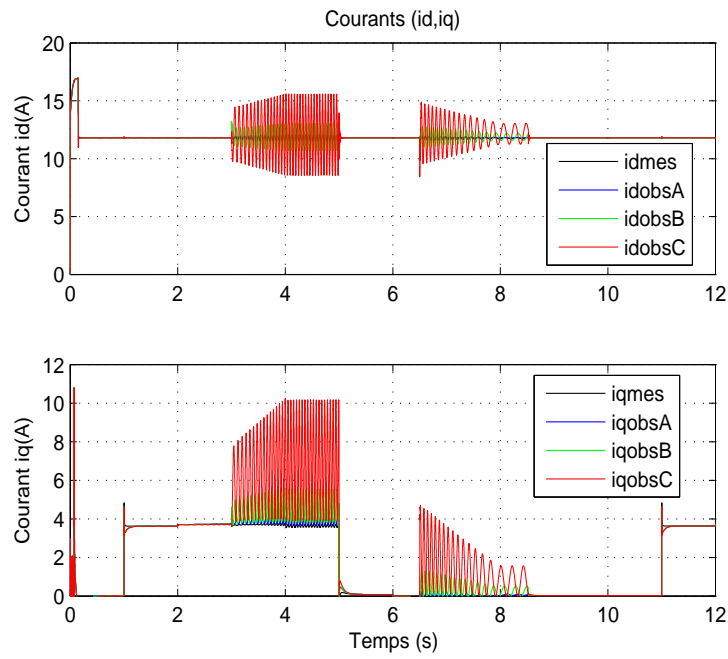 Courants (id,iq)
20
15
10
5
0
Courant id(A)
idmes
idobsA
idobsB
idobsC
0 2 4 6 8 10 12
12
10
8
6
4
2
0
Courant iq(A)
iqmes
iqobsA
iqobsB
iqobsC
0 2 4 6 8 10 12
Temps (s)